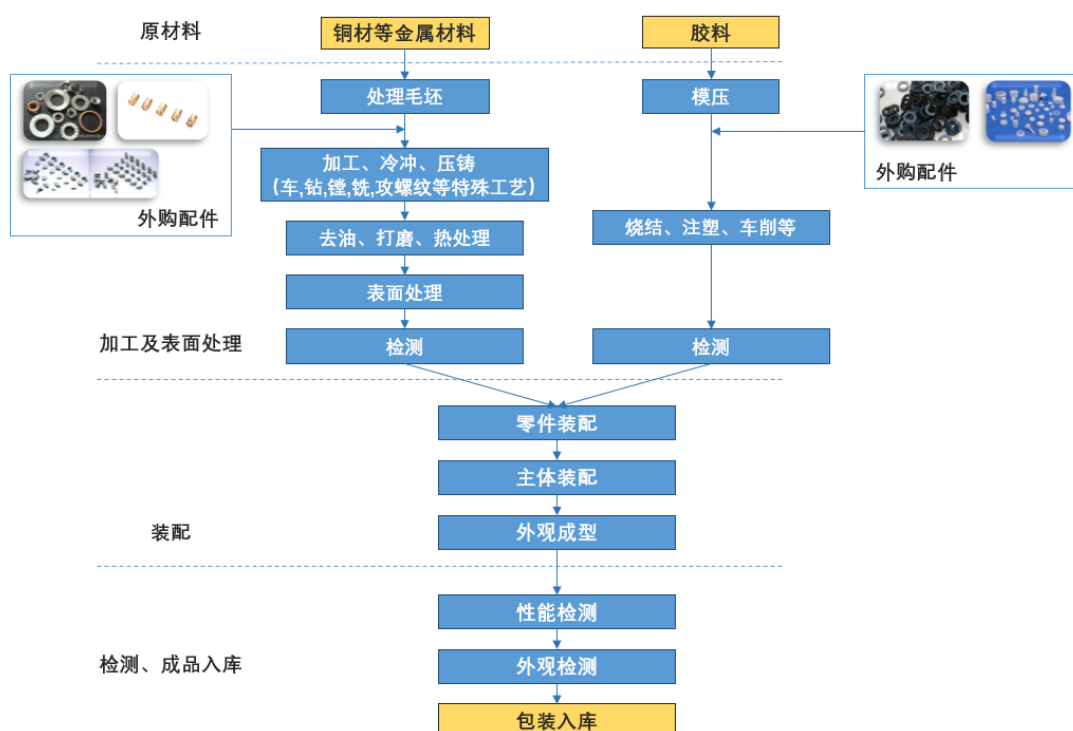 原材料
铜材等金属材料
胶料
处理毛坯
模压
外购配件
外购配件
加工、冷冲、压铸
（车,钻,镗,铣,攻螺纹等特殊工艺）
烧结、注塑、车削等
去油、打磨、热处理
表面处理
加工及表面处理
检测
检测
零件装配
主体装配
装配
外观成型
性能检测
检测、成品入库
外观检测
包装入库